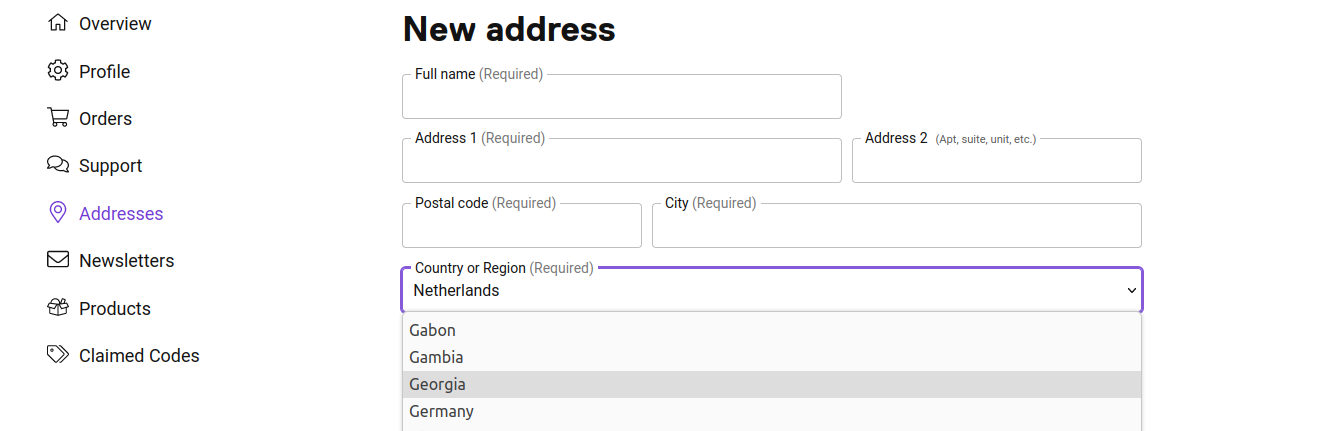 Overview
Profile
Orders
Support
Addresses
Newsletters
Products
Claimed Codes
New address
Full name (Required)
Address 1 (Required)
Address 2 (Apt, suite, unit, etc.)
Postal code (Required)
City (Required)
Country or Region (Required)
Netherlands
Gabon
Gambia
Georgia
Germany